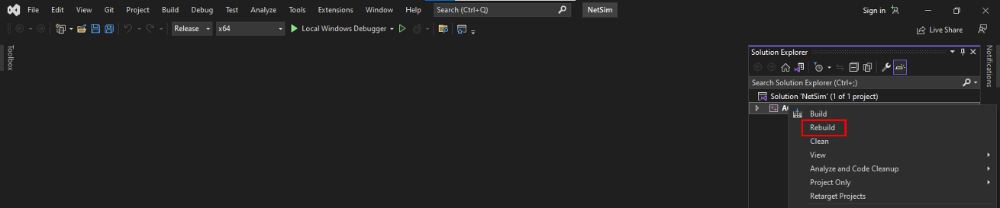 File Edit View Git Project Build Debug Test Analyze Tools Extensions Window Help Search (Ctrl+Q) NetSim Sign in
Release x64 Local Windows Debugger Live Share
Toolbox
Solution Explorer
Search Solution Explorer (Ctrl+;)
Solution 'NetSim' (1 of 1 project)
Build
Rebuild
Clean
View
Analyze and Code Cleanup
Project Only
Retarget Projects
Notifications